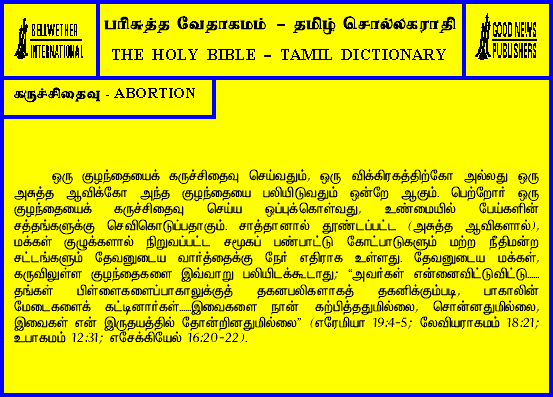 BELLWETHER
INTERNATIONAL
பரிசுத்த வேதாகமம் – தமிழ் சொல்லகராதி
THE HOLY BIBLE – TAMIL DICTIONARY
GOOD NEWS
PUBLISHERS
கருச்சிதைவு - ABORTION
ஒரு குழந்தையைக் கருச்சிதைவு செய்வதும், ஒரு விக்கிரகத்திற்கோ அல்லது ஒரு
அசுத்த ஆவிக்கோ அந்த குழந்தையை பலியிடுவதும் ஒன்றே ஆகும். பெற்றோர் ஒரு
குழந்தையைக் கருச்சிதைவு செய்ய ஒப்புக்கொள்வது, உண்மையில் பேய்களின்
சத்தங்களுக்கு செவிகொடுப்பதாகும். சாத்தானால் தூண்டப்பட்ட (அசுத்த ஆவிகளால்),
மக்கள் குழுக்களால் நிறுவப்பட்ட சமூகப் பண்பாட்டு கோட்பாடுகளும் மற்ற நீதிமன்ற
சட்டங்களும் தேவனுடைய வார்த்தைக்கு நேர் எதிராக உள்ளது. தேவனுடைய மக்கள்,
கருவிலுள்ள குழந்தைகளை இவ்வாறு பலியிடக்கூடாது; “அவர்கள் என்னைவிட்டுவிட்டு.....
தங்கள் பிள்ளைகளைப்பாகாலுக்குத் தகனபலிகளாகத் தகனிக்கும்படி, பாகாலின்
மேடைகளைக் கட்டினார்கள்.....இவைகளை நான் கற்பித்ததுமில்லை, சொன்னதுமில்லை,
இவைகள் என் இருதயத்தில் தோன்றினதுமில்லை” (எரேமியா 19:4-5; லேவியராகமம் 18:21;
உபாகமம் 12:31; எசேக்கியேல் 16:20-22).